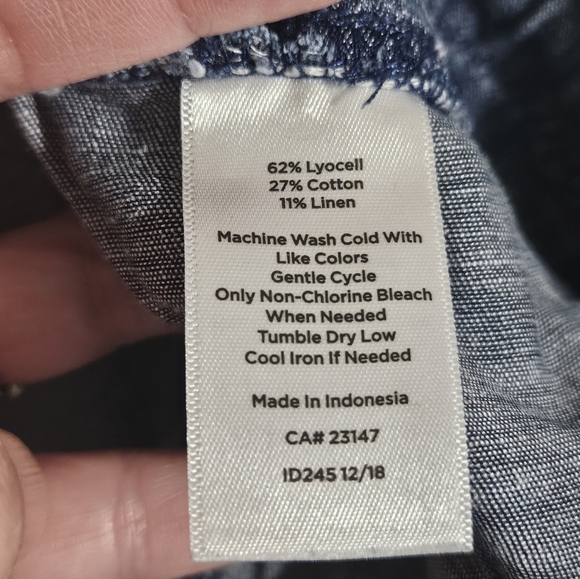 62% Lyocell
27% Cotton
11% Linen
Machine Wash Cold With
Like Colors
Gentle Cycle
Only Non-Chlorine Bleach
When Needed
Tumble Dry Low
Cool Iron If Needed
Made In Indonesia
CA# 23147
ID245 12/18